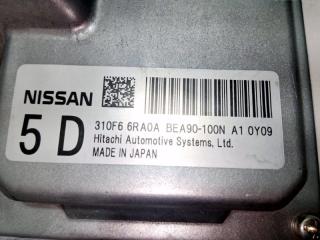 NISSAN
5 D
310F6 6RA0A BEA90-100N A1 0Y09
Hitachi Automotive Systems, Ltd.
MADE IN JAPAN